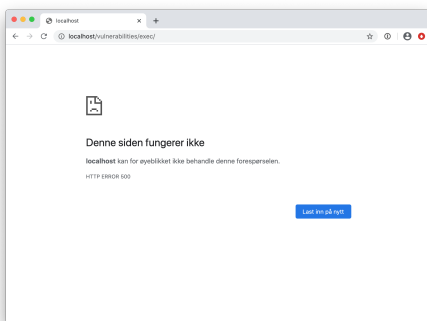 localhost
localhost/vulnerabilities/exec/
Denne siden fungerer ikke
localhost kan for øyeblikket ikke behandle denne forespørselen.
HTTP ERROR 500
Last inn på nytt